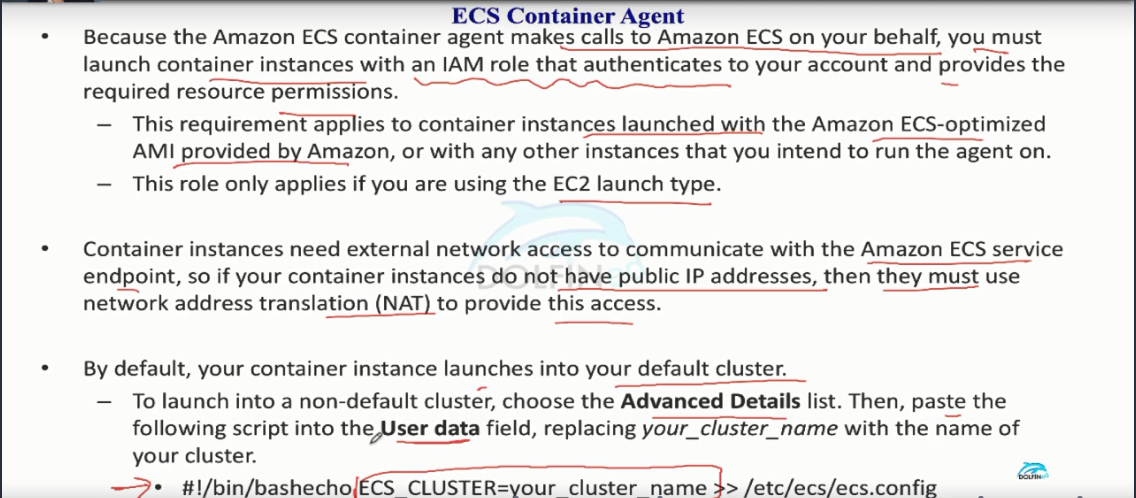 ECS Container Agent
• Because the Amazon ECS container agent makes calls to Amazon ECS on your behalf, you must
launch container instances with an IAM role that authenticates to your account and provides the
required resource permissions.
– This requirement applies to container instances launched with the Amazon ECS-optimized
AMI provided by Amazon, or with any other instances that you intend to run the agent on.
– This role only applies if you are using the EC2 launch type.
• Container instances need external network access to communicate with the Amazon ECS service
endpoint, so if your container instances do not have public IP addresses, then they must use
network address translation (NAT) to provide this access.
DOLFIN
• By default, your container instance launches into your default cluster.
– To launch into a non-default cluster, choose the Advanced Details list. Then, paste the
following script into the User data field, replacing your_cluster_name with the name of
your cluster.
• #!/bin/bashecho ECS_CLUSTER=your_cluster_name >> /etc/ecs/ecs.config
DOLFIN